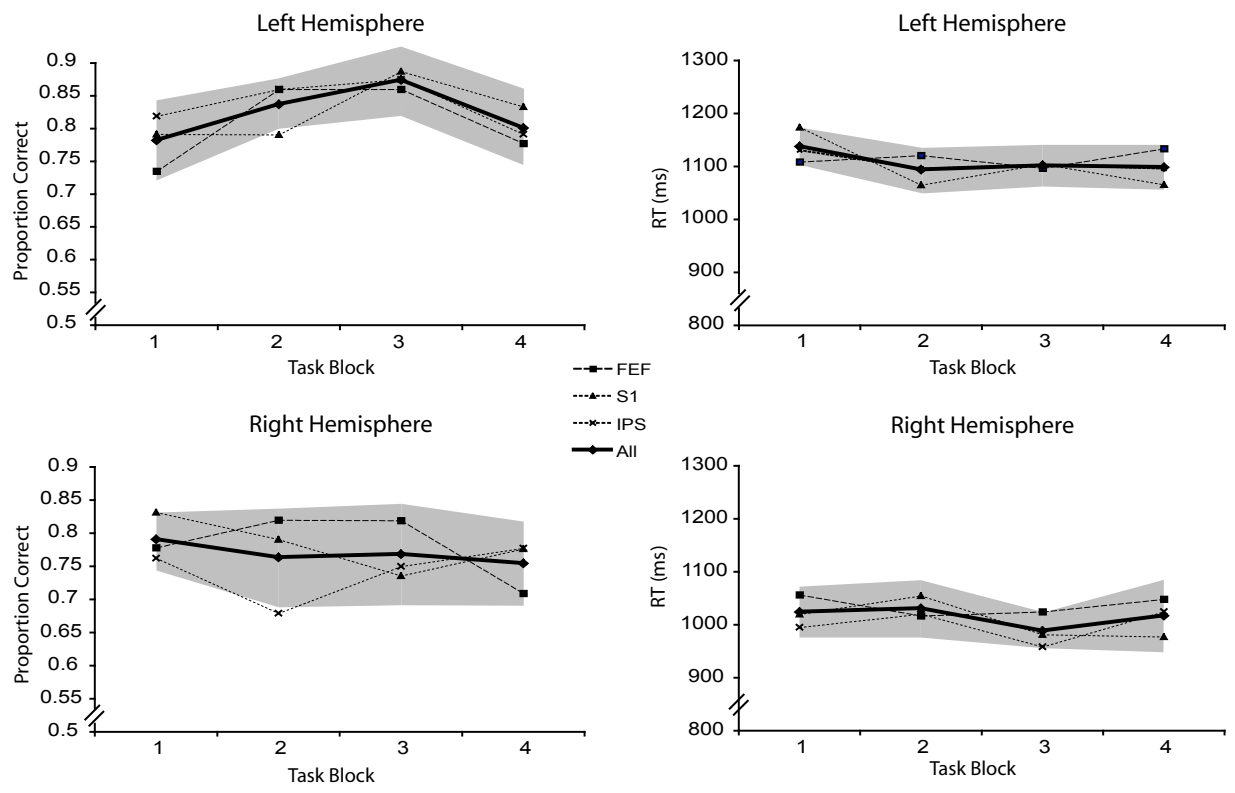 Left Hemisphere
Proportion Correct
0.9
0.85
0.8
0.75
0.7
0.65
0.6
0.55
0.5
1 2 3 4
Task Block
Left Hemisphere
RT (ms)
1300
1200
1100
1000
900
800
1 2 3 4
Task Block
FEF
S1
IPS
All
Right Hemisphere
Proportion Correct
0.9
0.85
0.8
0.75
0.7
0.65
0.6
0.55
0.5
1 2 3 4
Task Block
Right Hemisphere
RT (ms)
1300
1200
1100
1000
900
800
1 2 3 4
Task Block